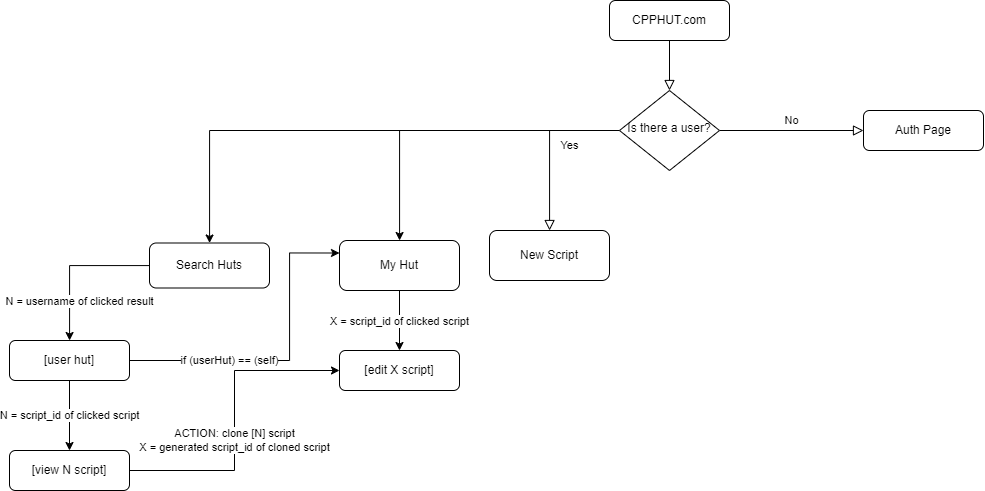 CPPHUT.com
Is there a user?
No
Auth Page
Yes
Search Huts
My Hut
New Script
N = username of clicked result
X = script_id of clicked script
[user hut]
if (userHut) == (self)
[edit X script]
N = script_id of clicked script
ACTION: clone [N] script
X = generated script_id of cloned script
[view N script]